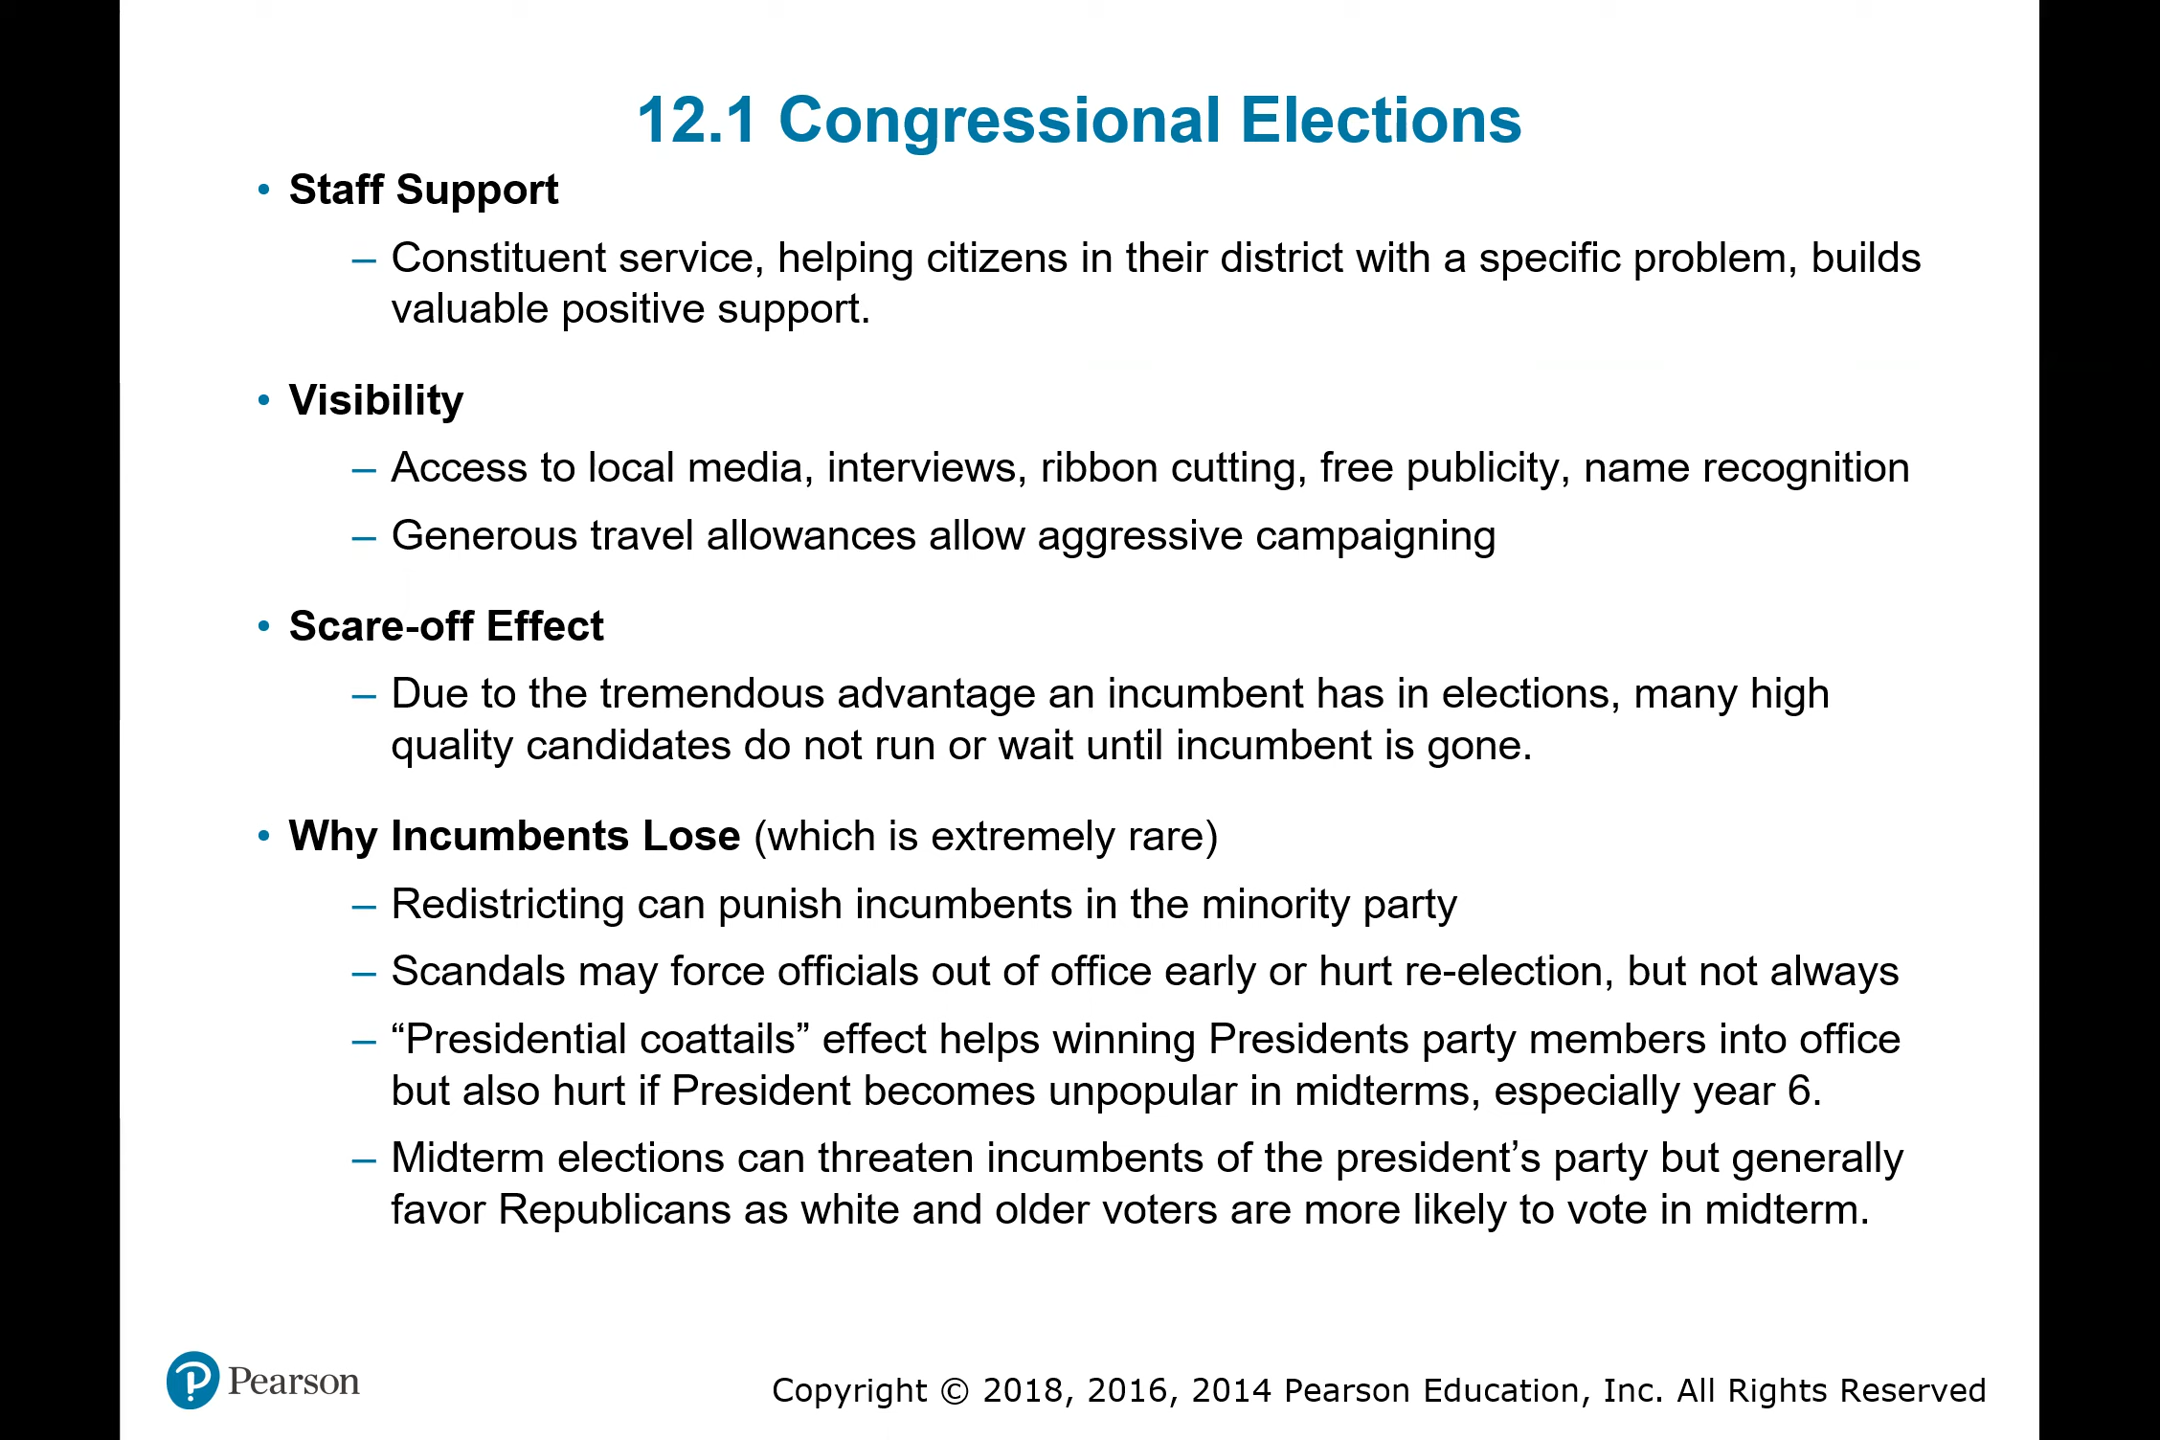 12.1 Congressional Elections
• Staff Support
– Constituent service, helping citizens in their district with a specific problem, builds
valuable positive support.
• Visibility
– Access to local media, interviews, ribbon cutting, free publicity, name recognition
– Generous travel allowances allow aggressive campaigning
• Scare-off Effect
– Due to the tremendous advantage an incumbent has in elections, many high
quality candidates do not run or wait until incumbent is gone.
• Why Incumbents Lose (which is extremely rare)
– Redistricting can punish incumbents in the minority party
– Scandals may force officials out of office early or hurt re-election, but not always
– “Presidential coattails” effect helps winning Presidents party members into office
but also hurt if President becomes unpopular in midterms, especially year 6.
– Midterm elections can threaten incumbents of the president’s party but generally
favor Republicans as white and older voters are more likely to vote in midterm.
Pearson
Copyright © 2018, 2016, 2014 Pearson Education, Inc. All Rights Reserved